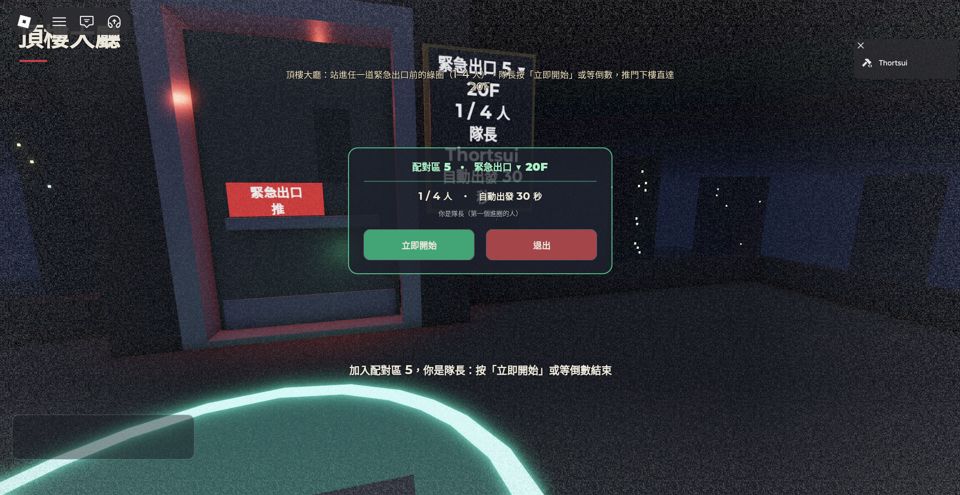 頂樓大廳
Thortsui
頂樓大廳：站進任一道緊急出口前的綠圈（1–4 人）。隊長按「立即開始」或等倒數，推門下樓直達
20F
緊急出口 5 ▼
20F
1 / 4 人
隊長
Thortsui
自動出發 30
秒
配對區 5 • 緊急出口 ▼ 20F
1 / 4 人 • 自動出發 30 秒
你是隊長（第一個進圈的人）
立即開始
退出
緊急出口
推
加入配對區 5，你是隊長：按「立即開始」或等倒數結束